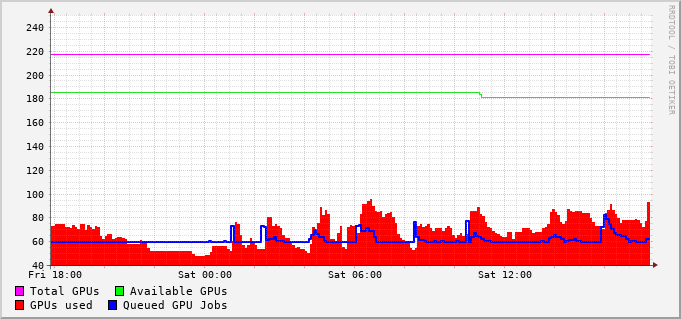 RRDTOOL / TOBI OETIKER
240
220
200
180
160
140
120
100
80
60
40
Fri 18:00 Sat 00:00 Sat 06:00 Sat 12:00
Total GPUs Available GPUs
GPUs used Queued GPU Jobs